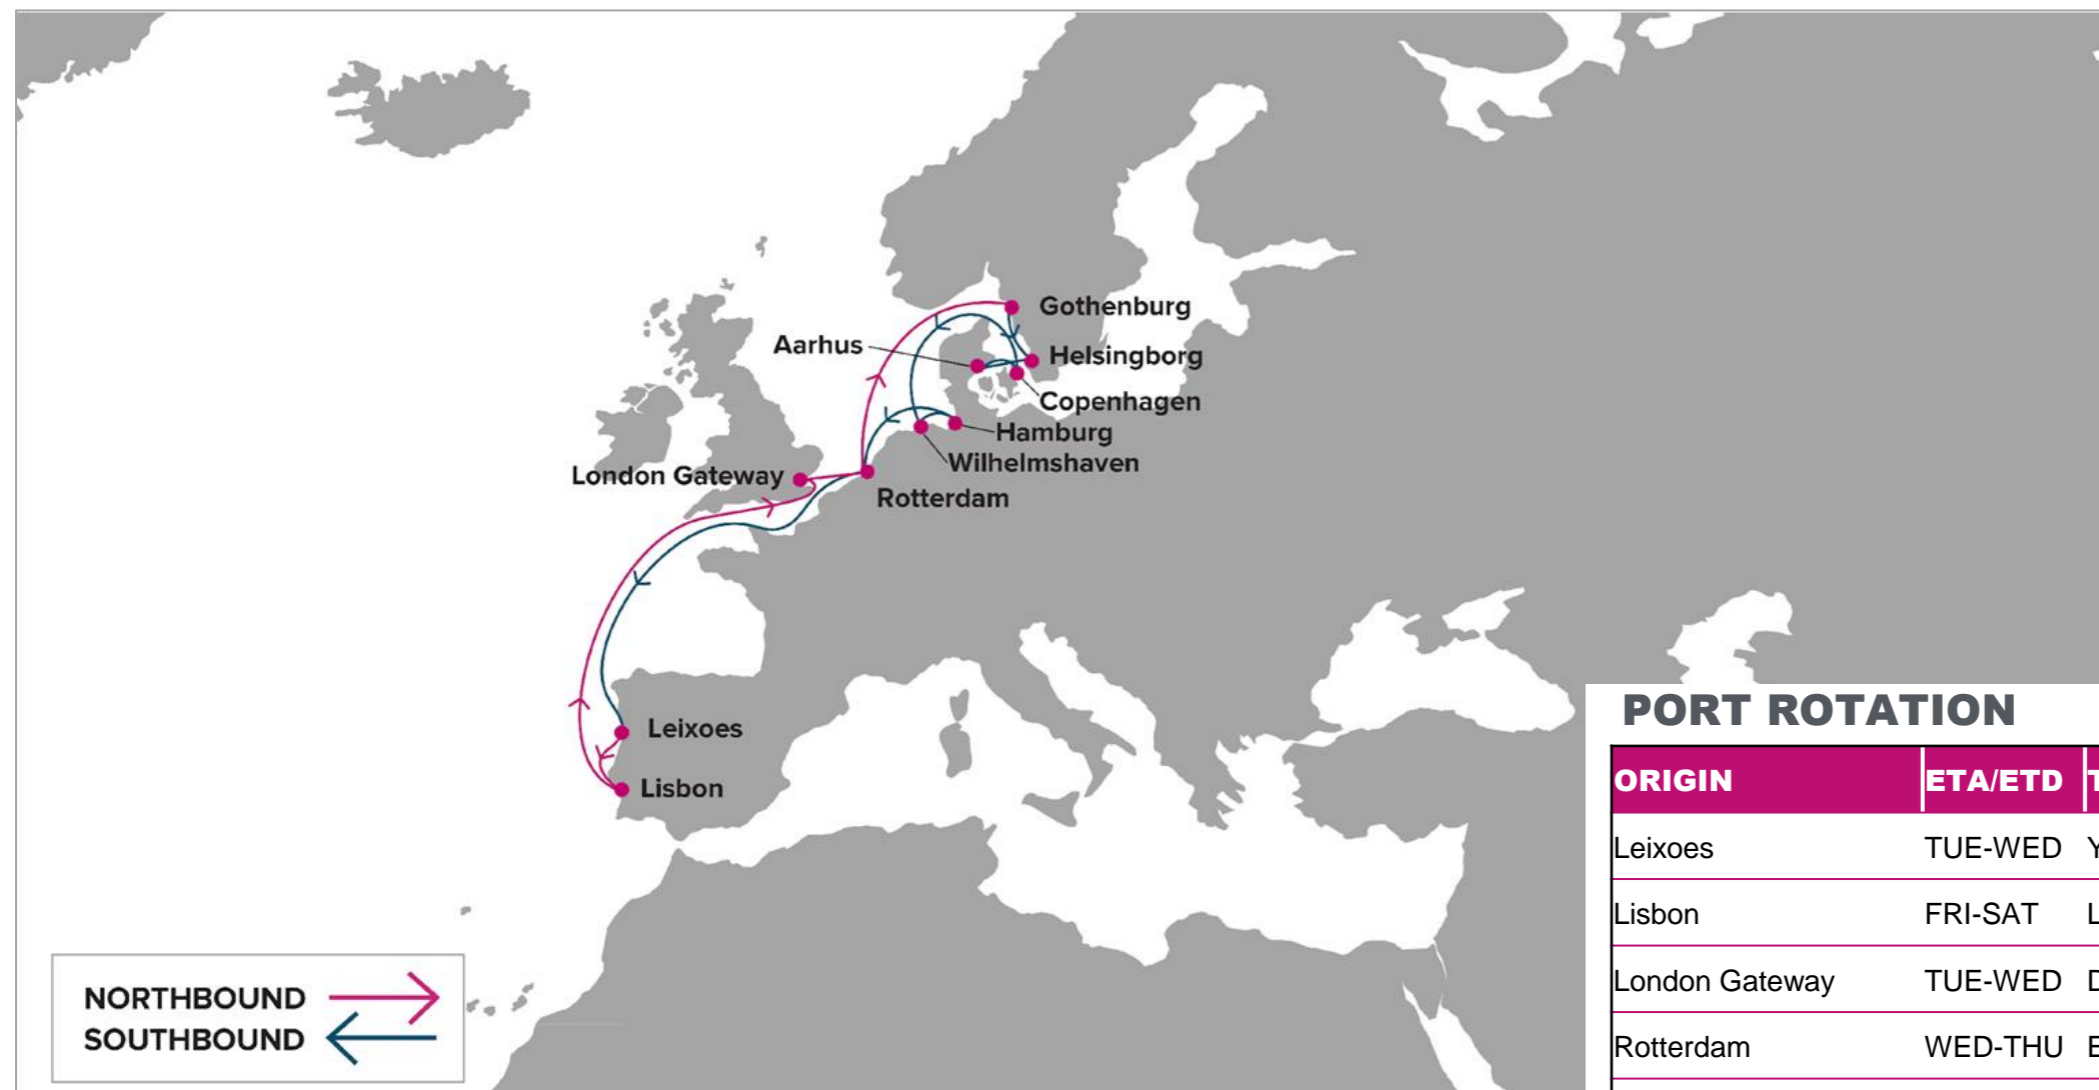 Gothenburg
Aarhus
Helsingborg
Copenhagen
Hamburg
Wilhelmshaven
London Gateway
Rotterdam
Leixoes
Lisbon
NORTHBOUND
SOUTHBOUND
PORT ROTATION
ORIGIN ETA/ETD
Leixoes TUE-WED
Lisbon FRI-SAT
London Gateway TUE-WED
Rotterdam WED-THU